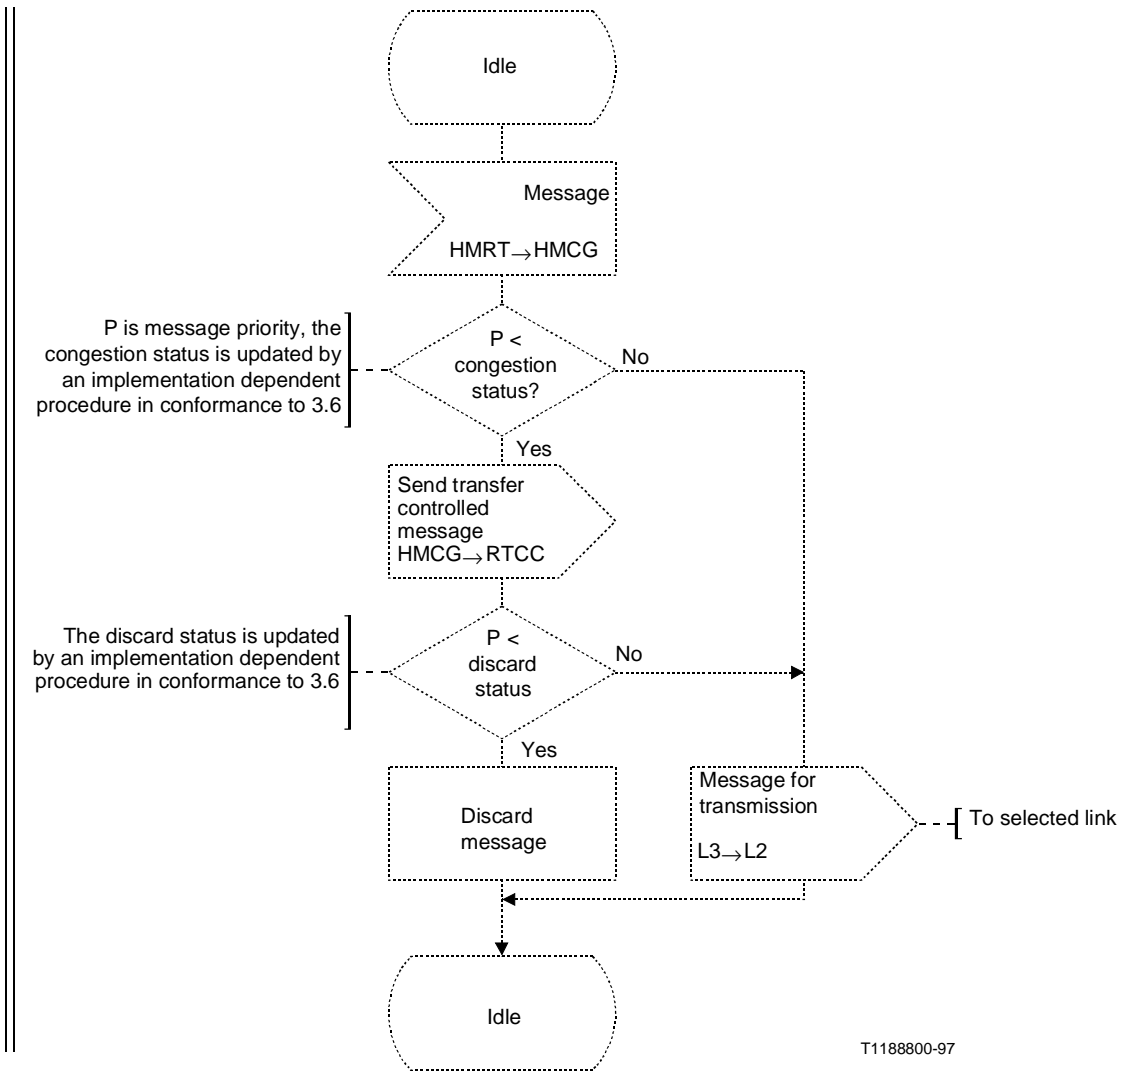 Idle
Message
HMRT→HMCG
P is message priority, the
congestion status is updated by
an implementation dependent
procedure in conformance to 3.6
P <
congestion
status?
No
Yes
Send transfer
controlled
message
HMCG→RTCC
The discard status is updated
by an implementation dependent
procedure in conformance to 3.6
P <
discard
status
No
Yes
Discard
message
Message for
transmission
L3→L2
To selected link
Idle
T1188800-97